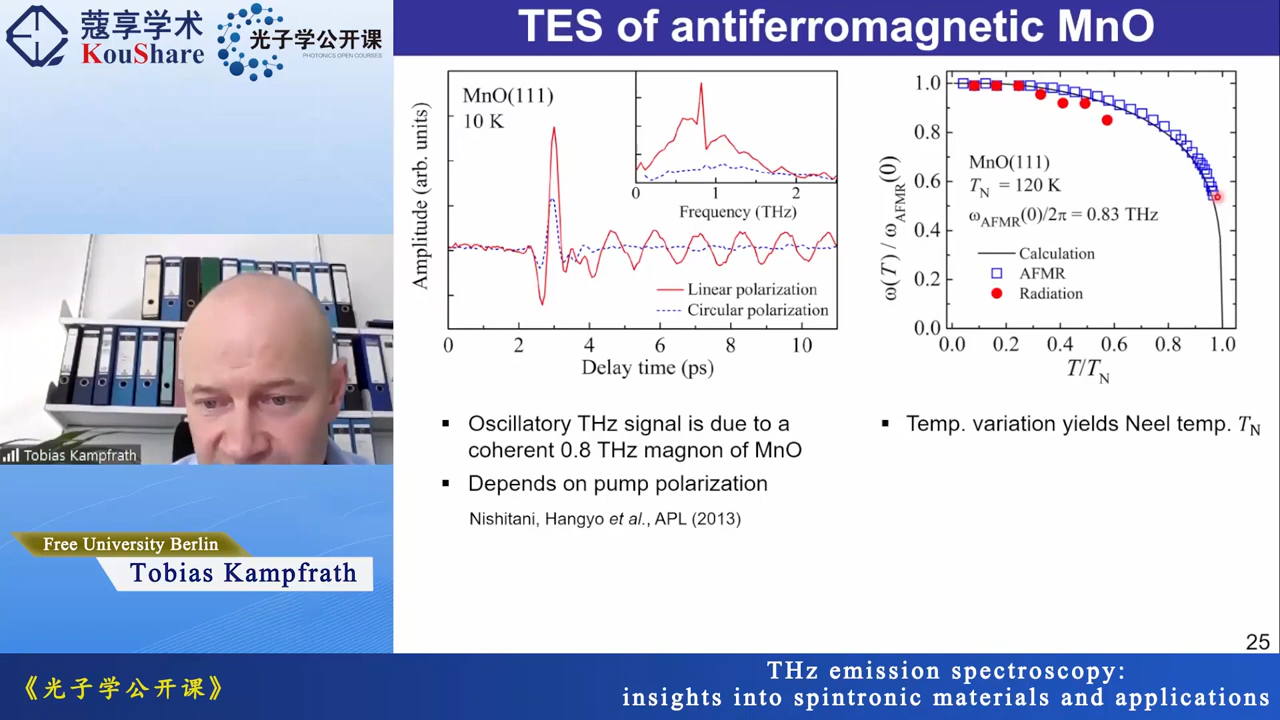 蔻享学术
KouShare
光子学公开课
PHOTONICS OPEN COURSES
TES of antiferromagnetic MnO
MnO(111)
10 K
Amplitude (arb. units)
0 1 2
Frequency (THz)
Linear polarization
Circular polarization
0 2 4 6 8 10
Delay time (ps)
ω(T) / ω_AFMR(0)
1.0
0.8
0.6
0.4
0.2
0.0
MnO(111)
T_N = 120 K
ω_AFMR(0)/2π = 0.83 THz
Calculation
AFMR
Radiation
0.0 0.2 0.4 0.6 0.8 1.0
T/T_N
▪ Oscillatory THz signal is due to a
coherent 0.8 THz magnon of MnO
▪ Depends on pump polarization
Nishitani, Hangyo et al., APL (2013)
▪ Temp. variation yields Neel temp. T_N
25
Tobias Kampfrath
Free University Berlin
Tobias Kampfrath
《光子学公开课》
THz emission spectroscopy:
insights into spintronic materials and applications